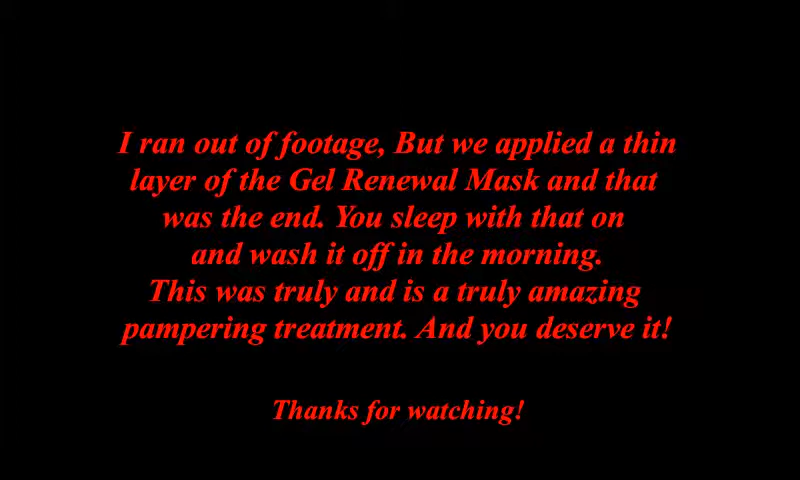 I ran out of footage, But we applied a thin
layer of the Gel Renewal Mask and that
was the end. You sleep with that on
and wash it off in the morning.
This was truly and is a truly amazing
pampering treatment. And you deserve it!
Thanks for watching!